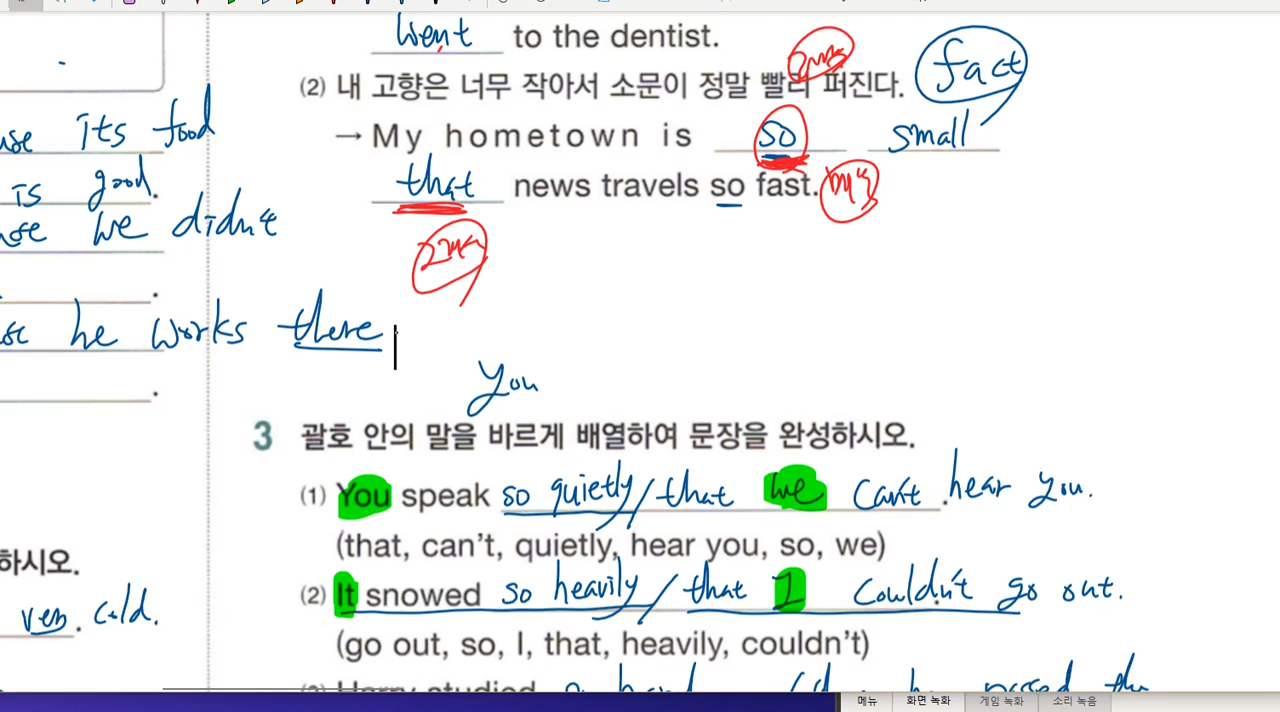 went to the dentist.
(2) 내 고향은 너무 작아서 소문이 정말 빨리 퍼진다. fact
→ My hometown is so small
that news travels so fast.
use its food
is good.
we didn't
he works there
.
You
3 괄호 안의 말을 바르게 배열하여 문장을 완성하시오.
(1) You speak so quietly / that we can't . hear you.
(that, can't, quietly, hear you, so, we)
하시오.
(2) It snowed so heavily / that I couldn't go out.
very . cold.
(go out, so, I, that, heavily, couldn't)
Harry studied hard passed the
메뉴 화면 녹화 게임 녹화 소리 녹음